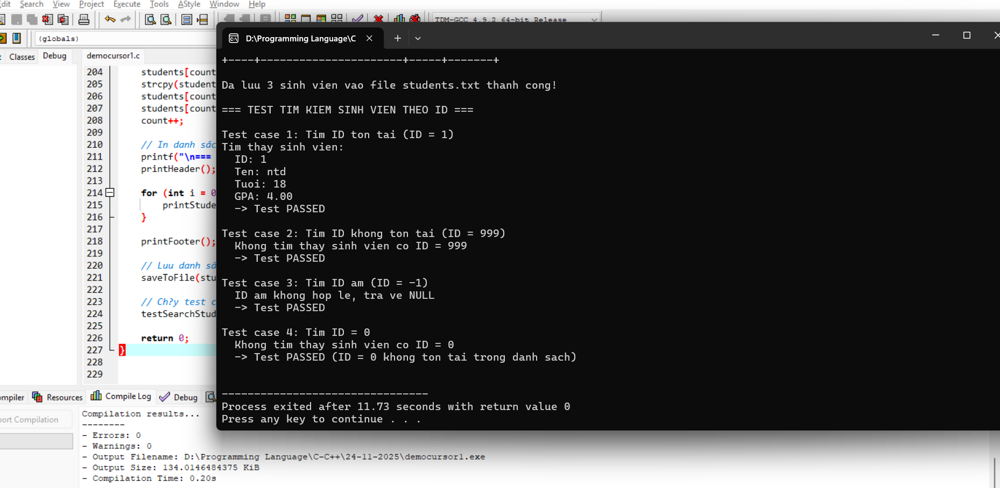 Edit Search View Project Execute Tools AStyle Window Help
TDM-GCC 4.9.2 64-bit Release
(globals)
Classes Debug
democursor1.c
D:\Programming Language\C
204 students[count
205 strcpy(student
206 students[count
207 students[count
208 count++;
209
210 // In danh sác
211 printf("\n===
212 printHeader();
213
214 for (int i = 0
215 printStude
216 }
217
218 printFooter();
219
220 // Luu danh sá
221 saveToFile(stu
222
223 // Ch?y test c
224 testSearchStud
225
226 return 0;
227 }
228
229
+----+----------------------+-----+-------+
Da luu 3 sinh vien vao file students.txt thanh cong!
=== TEST TIM KIEM SINH VIEN THEO ID ===
Test case 1: Tim ID ton tai (ID = 1)
Tim thay sinh vien:
ID: 1
Ten: ntd
Tuoi: 18
GPA: 4.00
-> Test PASSED
Test case 2: Tim ID khong ton tai (ID = 999)
Khong tim thay sinh vien co ID = 999
-> Test PASSED
Test case 3: Tim ID am (ID = -1)
ID am khong hop le, tra ve NULL
-> Test PASSED
Test case 4: Tim ID = 0
Khong tim thay sinh vien co ID = 0
-> Test PASSED (ID = 0 khong ton tai trong danh sach)
--------------------------------
Process exited after 11.73 seconds with return value 0
Press any key to continue . . .
ompiler Resources Compile Log Debug
ort Compilation
Compilation results...
--------
- Errors: 0
- Warnings: 0
- Output Filename: D:\Programming Language\C-C++\24-11-2025\democursor1.exe
- Output Size: 134.0146484375 KiB
- Compilation Time: 0.20s